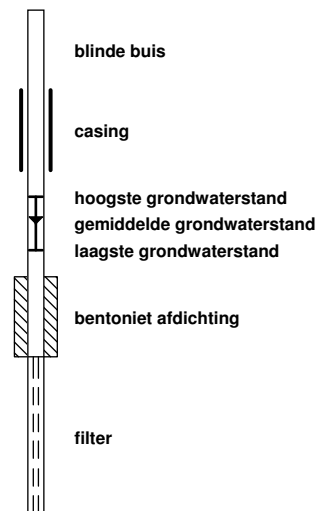 blinde buis
casing
hoogste grondwaterstand
gemiddelde grondwaterstand
laagste grondwaterstand
bentoniet afdichting
filter